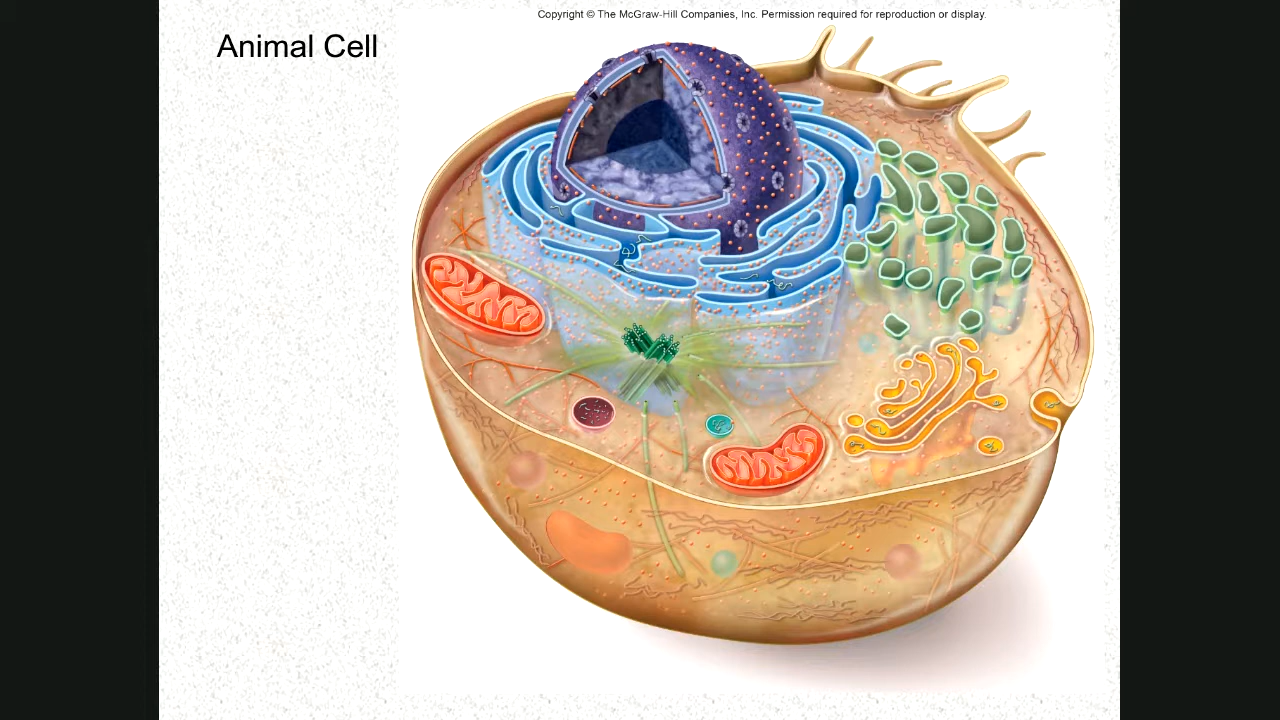 Copyright © The McGraw-Hill Companies, Inc. Permission required for reproduction or display.
Animal Cell